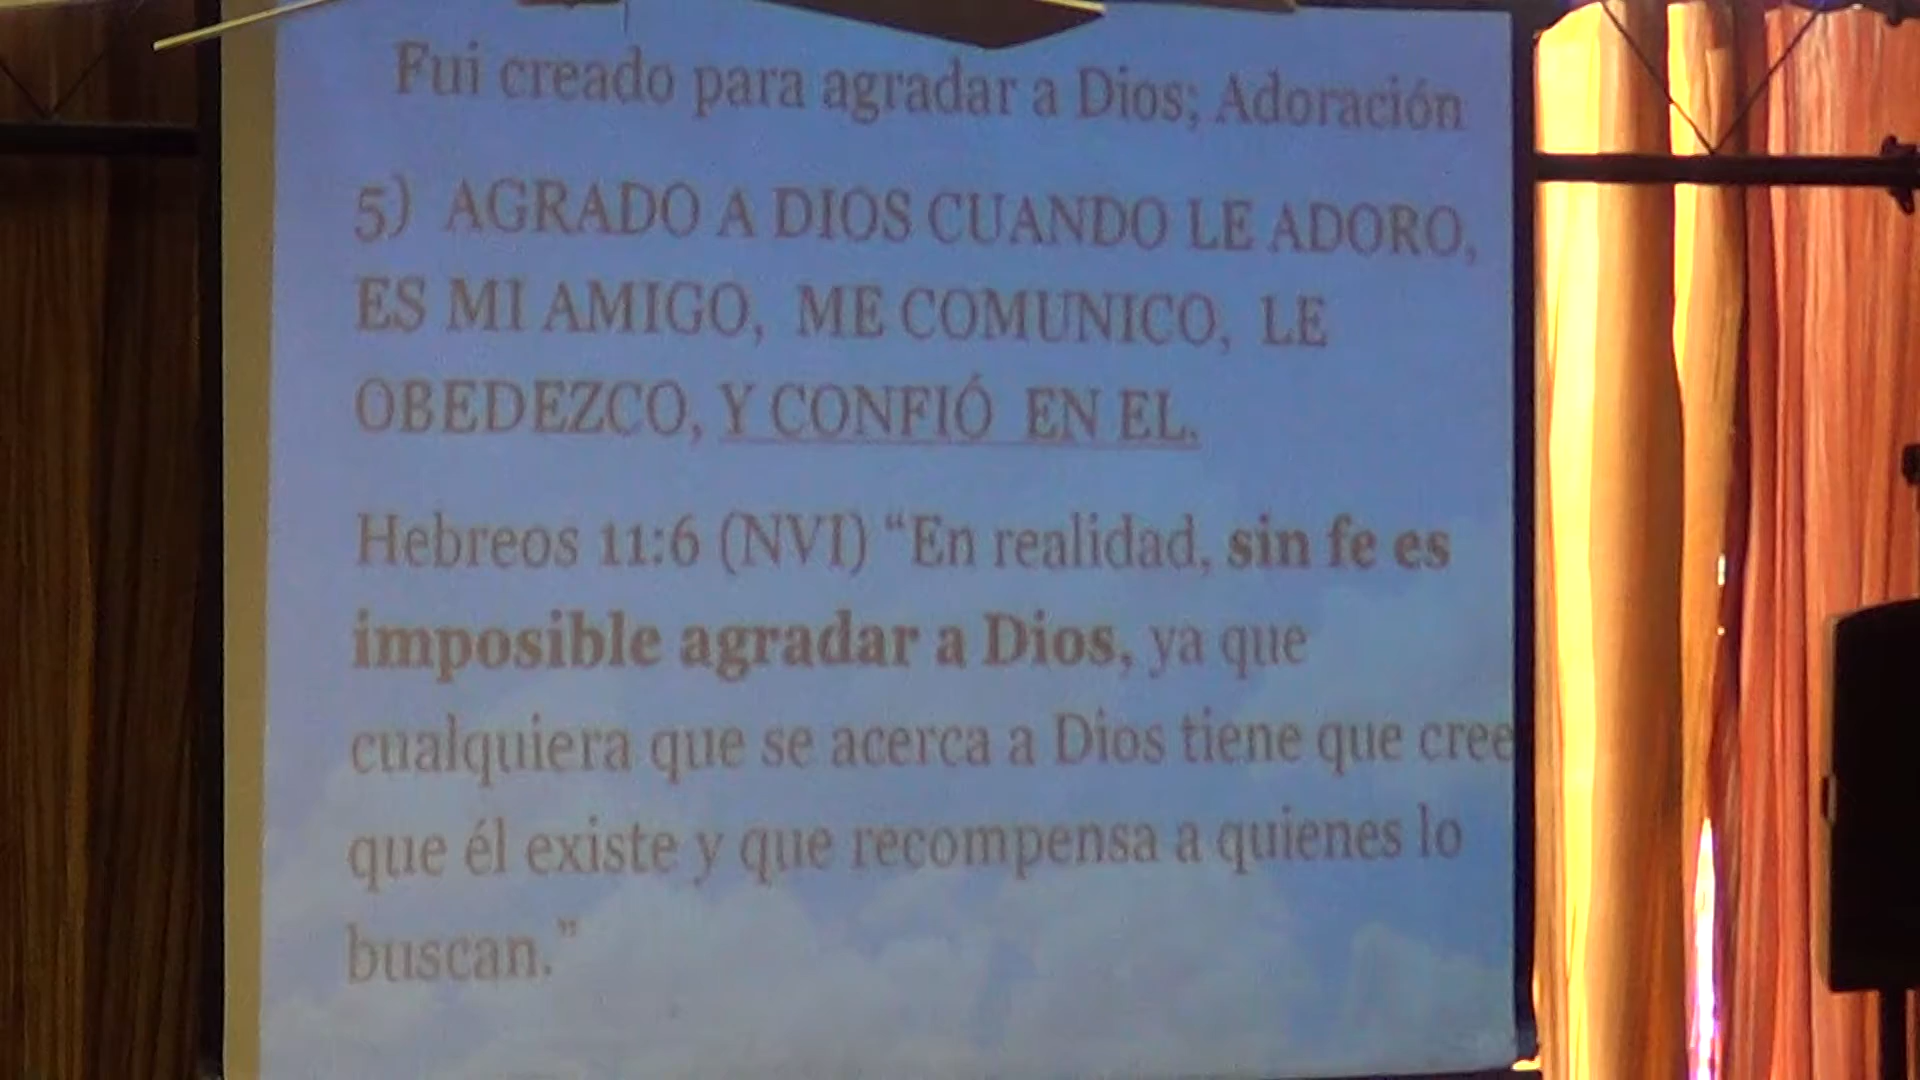 Fui creado para agradar a Dios; Adoración
5) AGRADO A DIOS CUANDO LE ADORO,
ES MI AMIGO, ME COMUNICO, LE
OBEDEZCO, Y CONFIÓ EN EL.
Hebreos 11:6 (NVI) “En realidad, sin fe es
imposible agradar a Dios, ya que
cualquiera que se acerca a Dios tiene que cree
que él existe y que recompensa a quienes lo
buscan.”